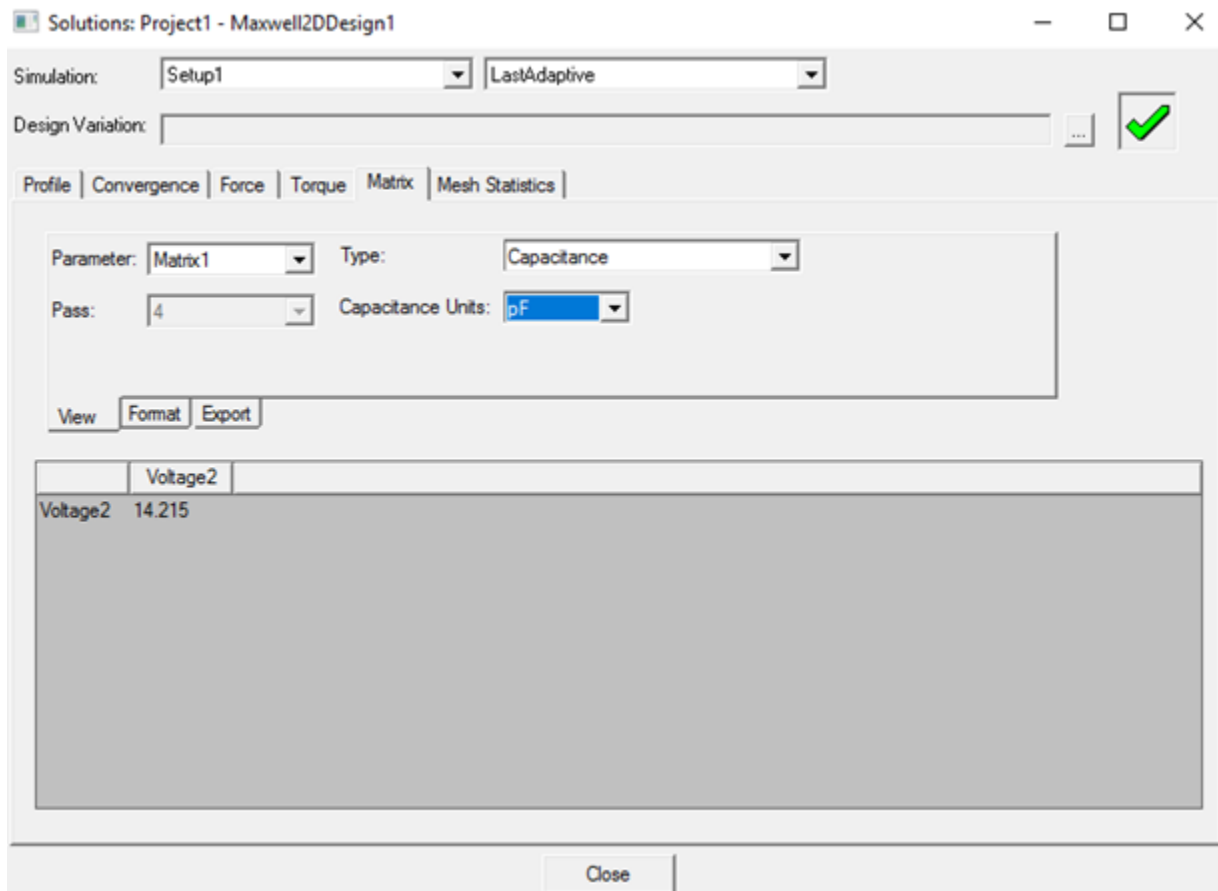 Solutions: Project1 - Maxwell2DDesign1
Simulation: Setup1 LastAdaptive
Design Variation: ...
Profile Convergence Force Torque Matrix Mesh Statistics
Parameter: Matrix1 Type: Capacitance
Pass: 4 Capacitance Units: pF
View Format Export
Voltage2
Voltage2 14.215
Close